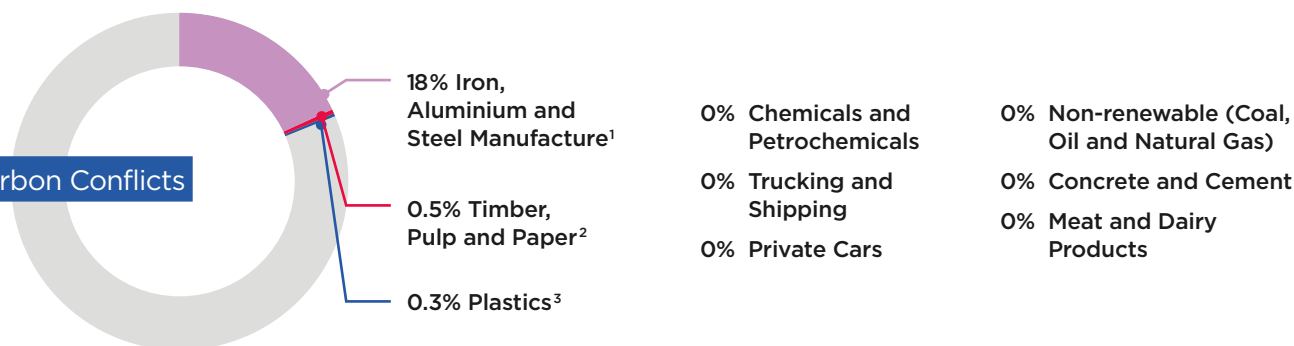 rbon Conflicts
18% Iron,
Aluminium and
Steel Manufacture¹
0.5% Timber,
Pulp and Paper²
0.3% Plastics³
0% Chemicals and
Petrochemicals
0% Trucking and
Shipping
0% Private Cars
0% Non-renewable (Coal,
Oil and Natural Gas)
0% Concrete and Cement
0% Meat and Dairy
Products